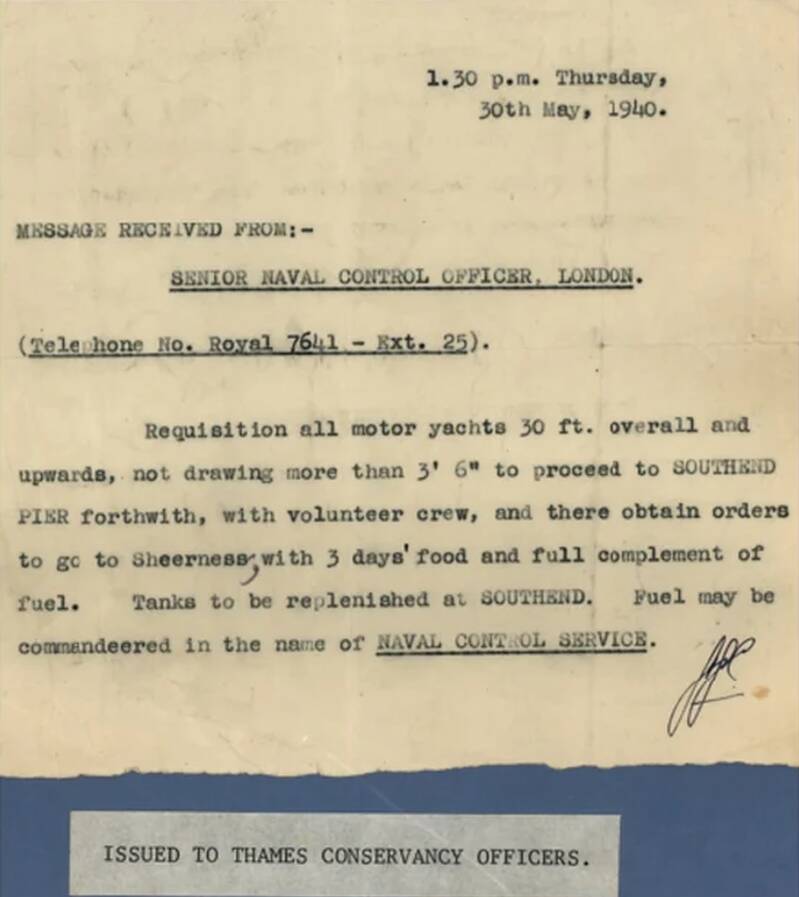 1.30 p.m. Thursday,
30th May, 1940.
MESSAGE RECEIVED FROM:-
SENIOR NAVAL CONTROL OFFICER, LONDON.
(Telephone No. Royal 7641 - Ext. 25).
Requisition all motor yachts 30 ft. overall and
upwards, not drawing more than 3' 6" to proceed to SOUTHEND
PIER forthwith, with volunteer crew, and there obtain orders
to go to Sheerness, with 3 days' food and full complement of
fuel. Tanks to be replenished at SOUTHEND. Fuel may be
commandeered in the name of NAVAL CONTROL SERVICE.
ISSUED TO THAMES CONSERVANCY OFFICERS.